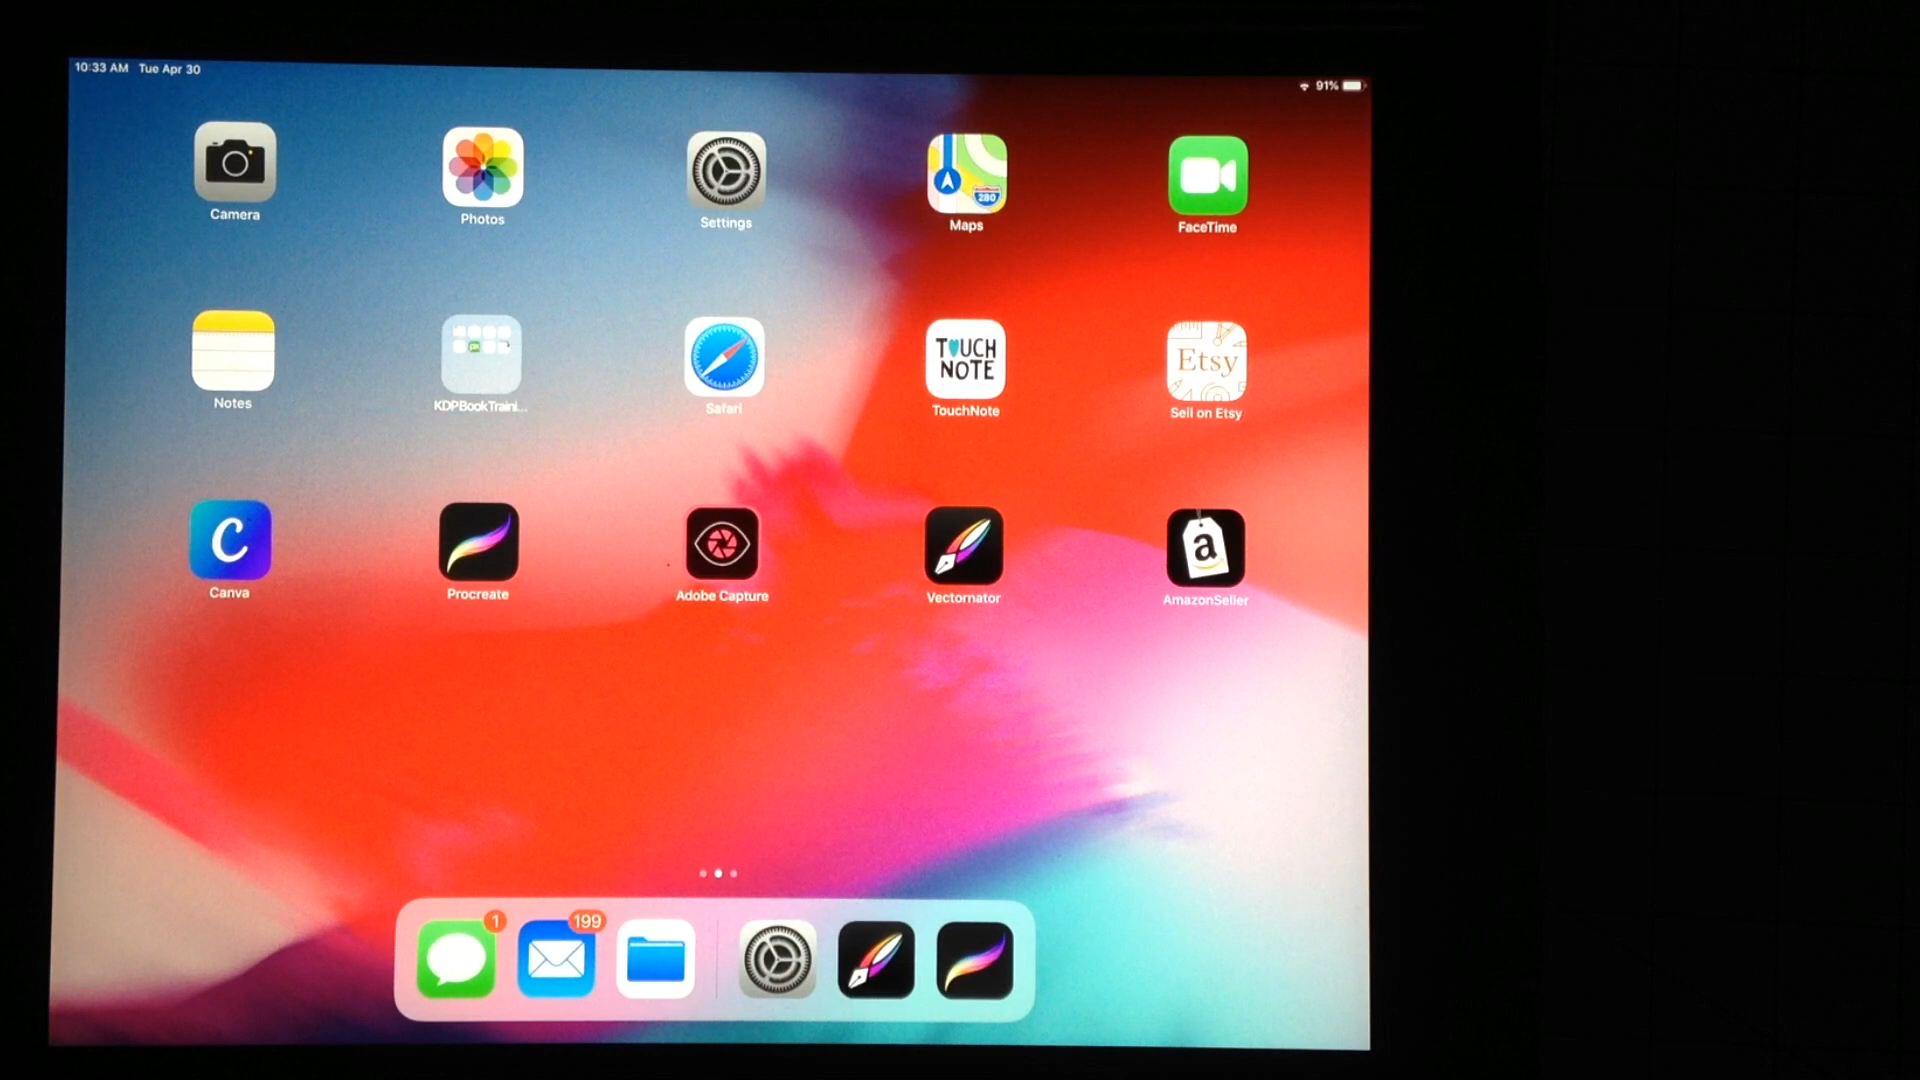 10:33 AM Tue Apr 30
91%
Camera
Photos
280
Settings
Maps
FaceTime
TOUCH
NOTE
Etsy
Notes
KDPBookTraini...
Safari
TouchNote
Sell on Etsy
C
a
Canva
Procreate
Adobe Capture
Vectornator
AmazonSeller
1
199